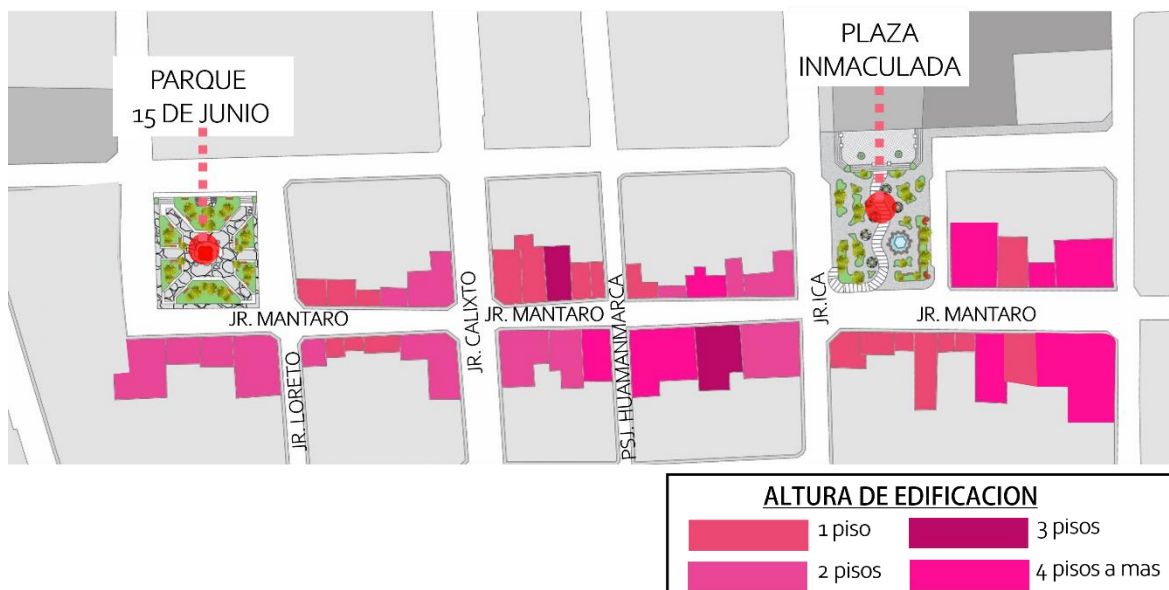 PARQUE
15 DE JUNIO
PLAZA
INMACULADA
JR. MANTARO
JR. CALIXTO
JR. MANTARO
PSJ. HUAMANMARCA
JR.ICA
JR. MANTARO
JR. LORETO
ALTURA DE EDIFICACION
1 piso
3 pisos
2 pisos
4 pisos a mas